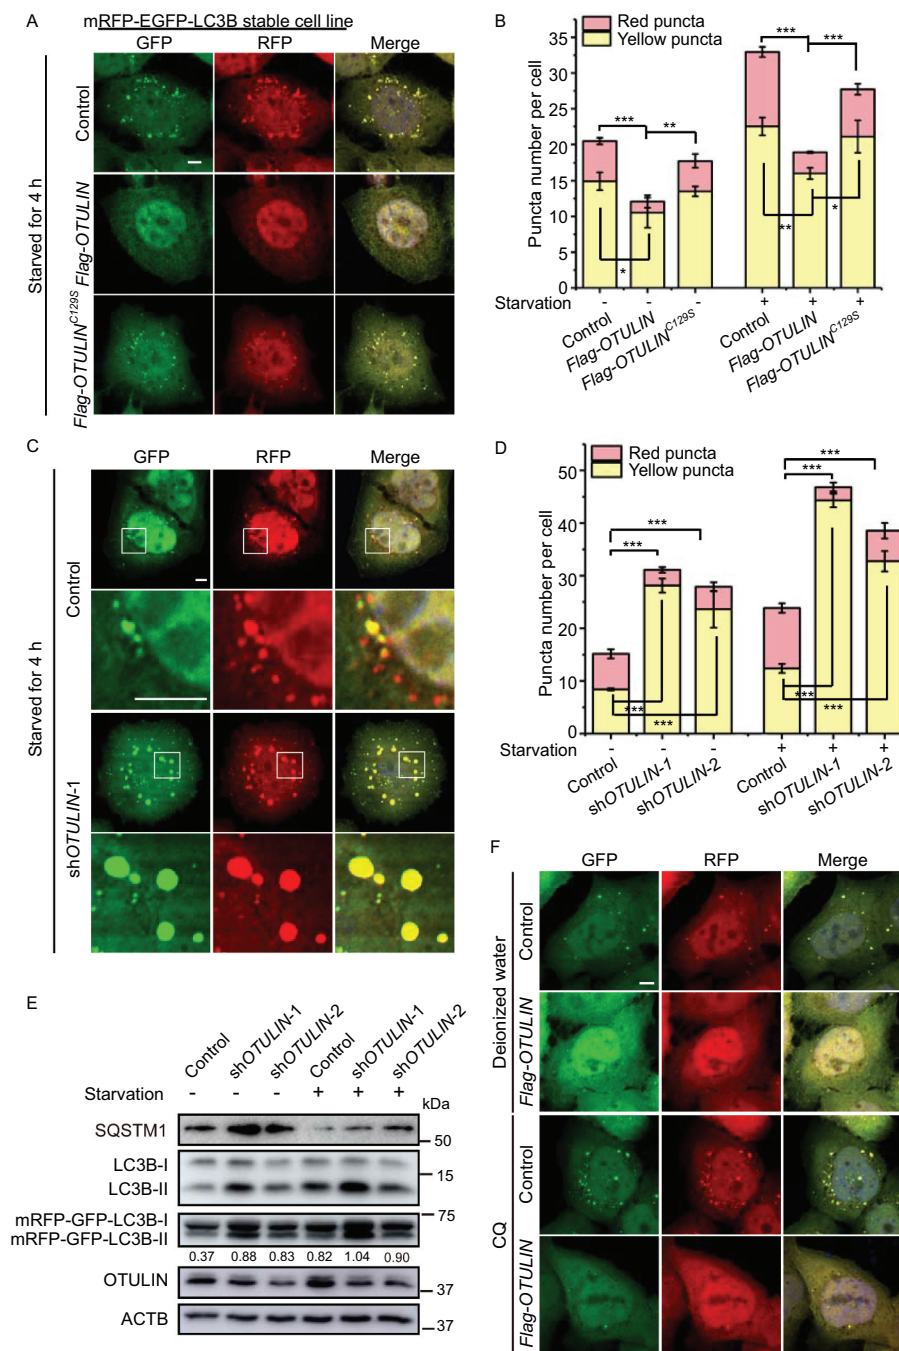 A
mRFP-EGFP-LC3B stable cell line
GFP RFP Merge
Starved for 4 h
Control
Flag-OTULIN
Flag-OTULIN^C129S
B
Red puncta
Yellow puncta
Puncta number per cell
35
30
25
20
15
10
5
0
*** ** *
*** *** ** *
Starvation - - - + + +
Control Flag-OTULIN Flag-OTULIN^C129S Control Flag-OTULIN Flag-OTULIN^C129S
C
GFP RFP Merge
Starved for 4 h
Control
shOTULIN-1
D
Red puncta
Yellow puncta
Puncta number per cell
50
40
30
20
10
0
*** *** *** ***
*** *** *** ***
Starvation - - - + + +
Control shOTULIN-1 shOTULIN-2 Control shOTULIN-1 shOTULIN-2
E
Control shOTULIN-1 shOTULIN-2 Control shOTULIN-1 shOTULIN-2
Starvation - - - + + +
kDa
SQSTM1 50
LC3B-I 15
LC3B-II
75
mRFP-GFP-LC3B-I
mRFP-GFP-LC3B-II
0.37 0.88 0.83 0.82 1.04 0.90
OTULIN 37
ACTB 37
F
GFP RFP Merge
Deionized water
Control
Flag-OTULIN
CQ
Control
Flag-OTULIN